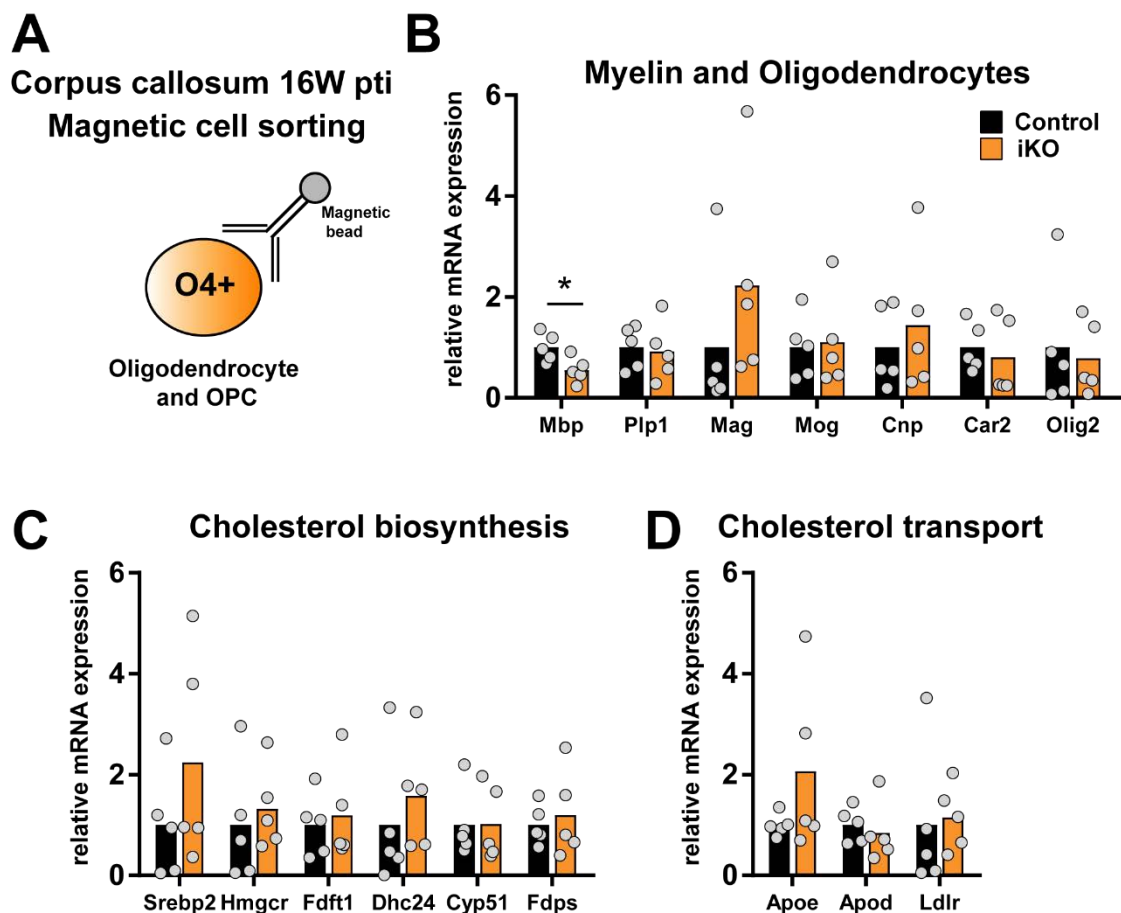 A
Corpus callosum 16W pti
Magnetic cell sorting
Magnetic
bead
O4+
Oligodendrocyte
and OPC
B
Myelin and Oligodendrocytes
relative mRNA expression
6
4
2
0
Control
iKO
*
Mbp Plp1 Mag Mog Cnp Car2 Olig2
C
Cholesterol biosynthesis
relative mRNA expression
6
4
2
0
Srebp2 Hmgcr Fdft1 Dhc24 Cyp51 Fdps
D
Cholesterol transport
relative mRNA expression
6
4
2
0
Apoe Apod Ldlr